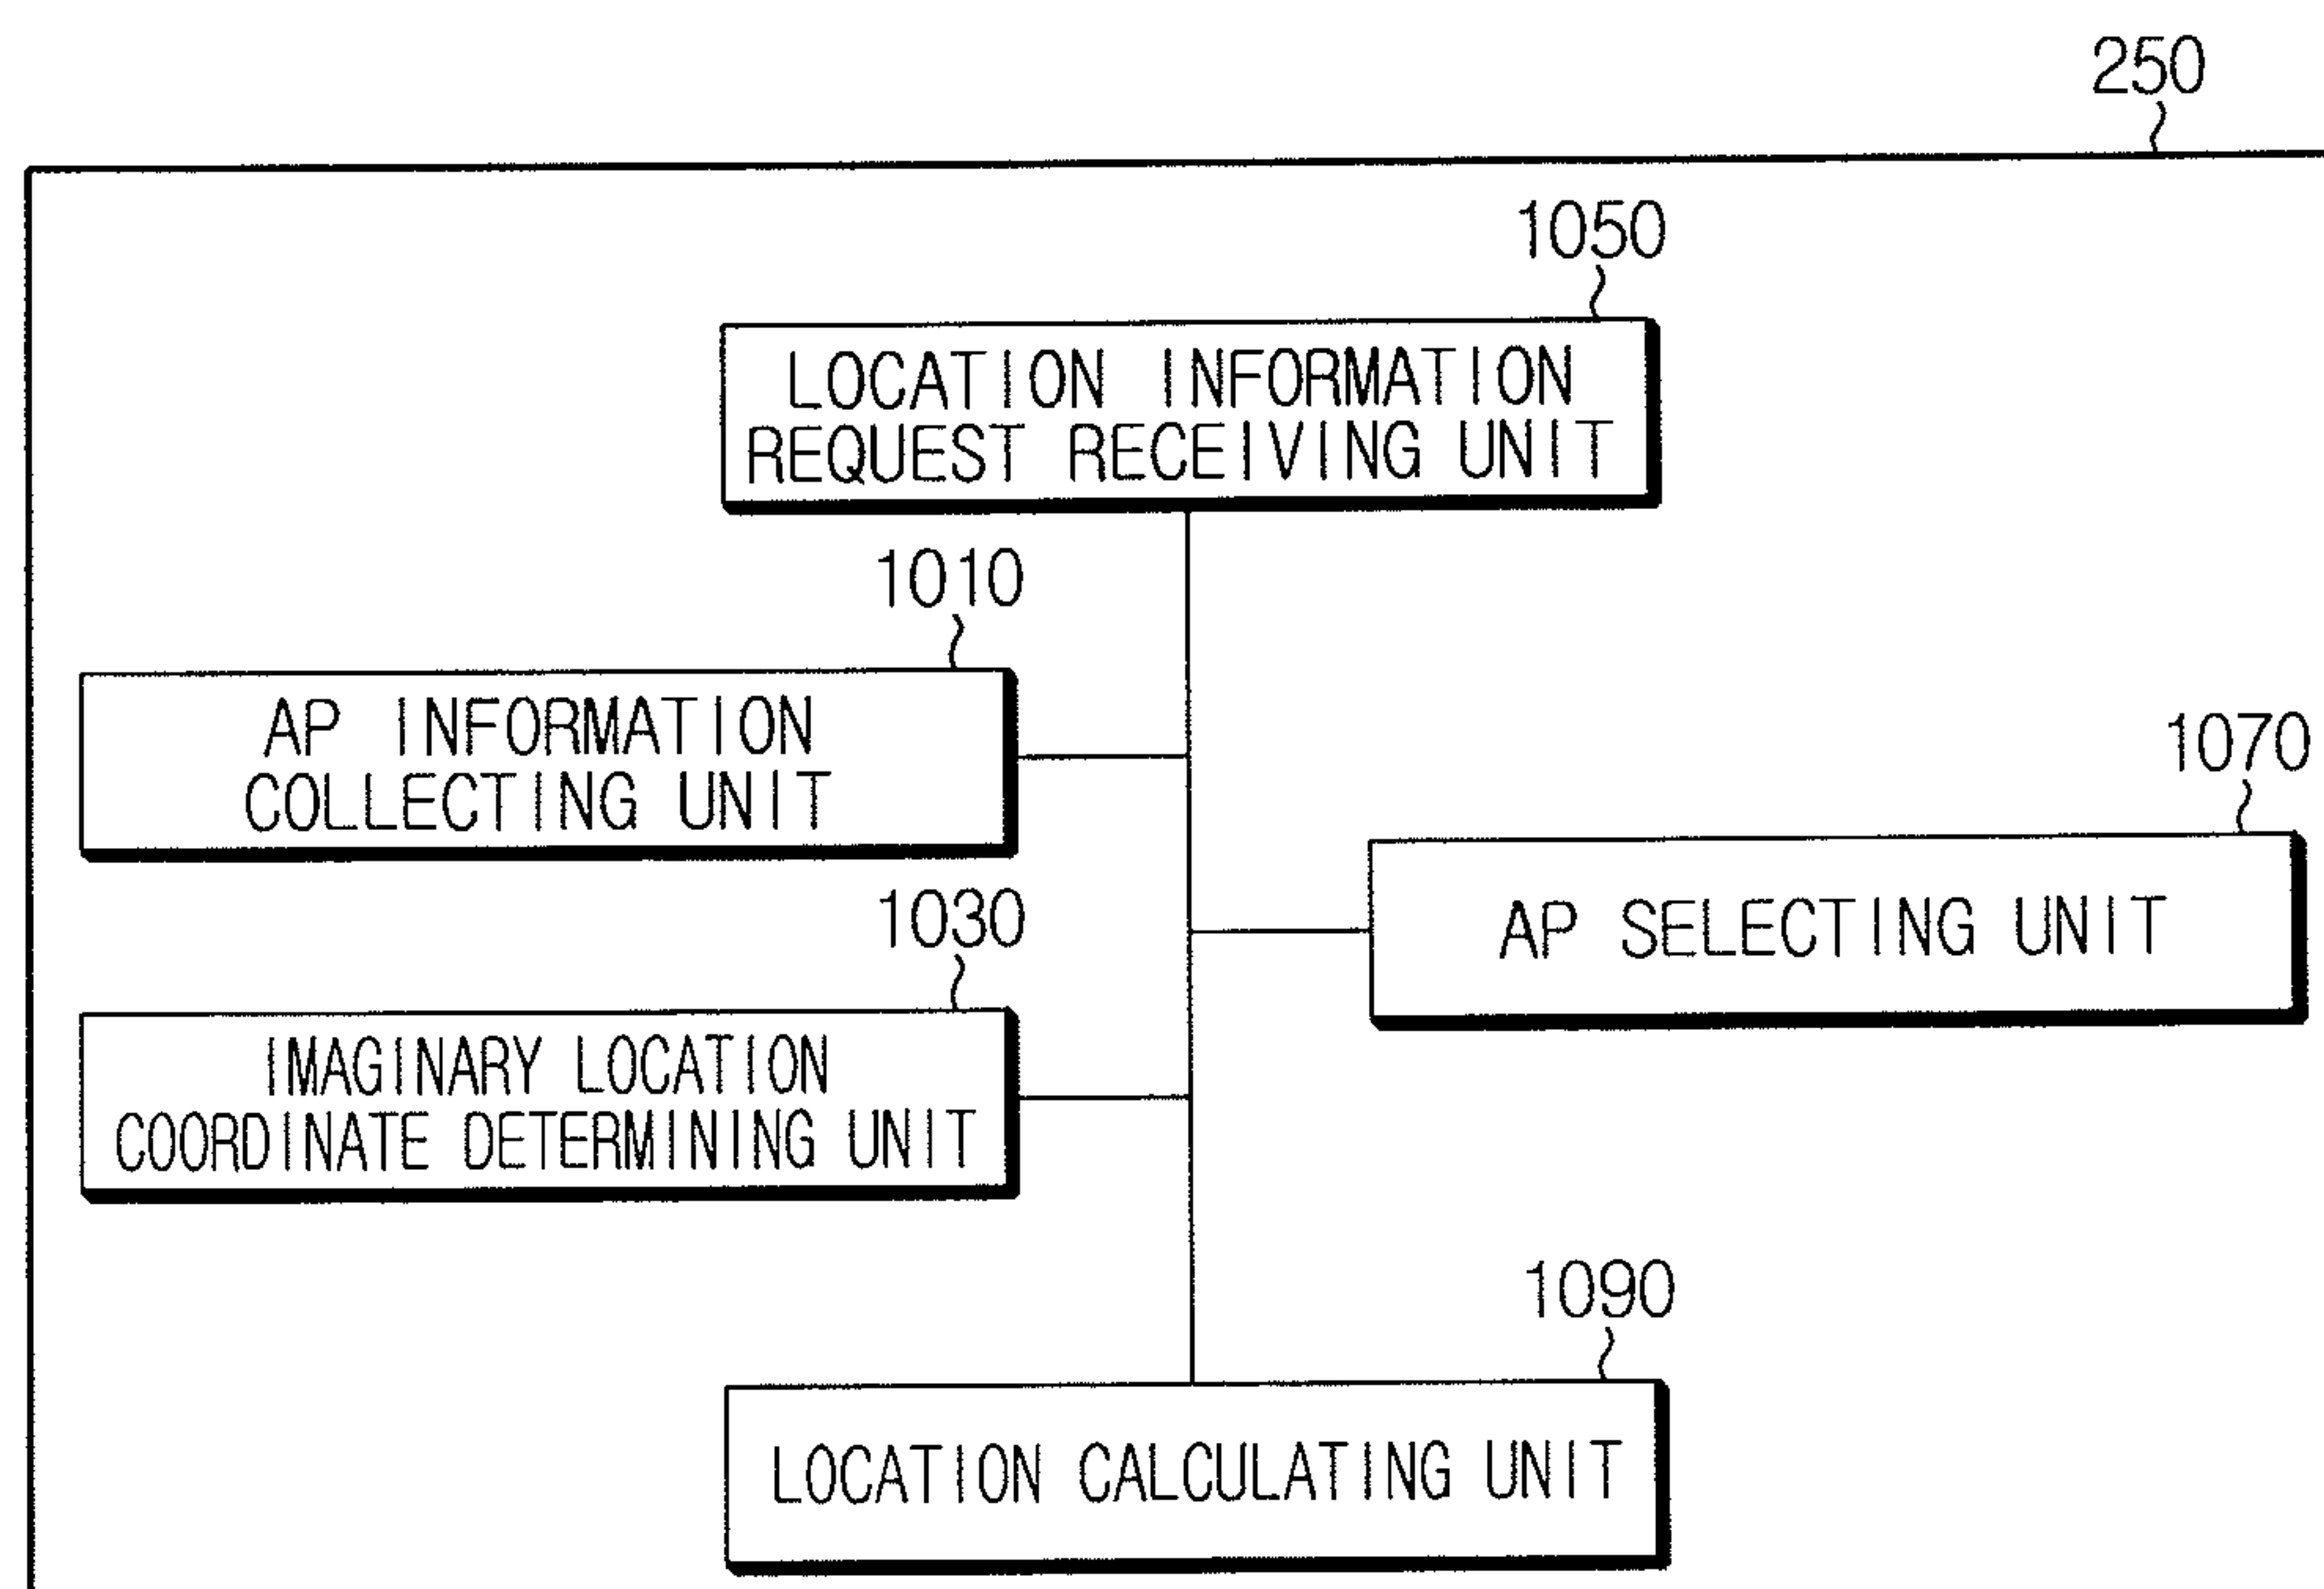 250
1050
LOCATION INFORMATION
REQUEST RECEIVING UNIT
1010
AP INFORMATION
COLLECTING UNIT
1070
AP SELECTING UNIT
1030
IMAGINARY LOCATION
COORDINATE DETERMINING UNIT
1090
LOCATION CALCULATING UNIT